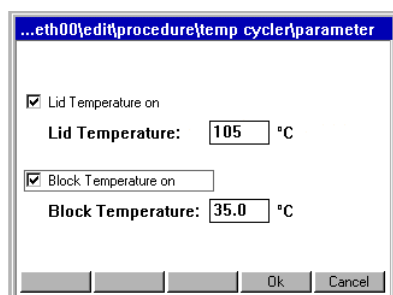 ...eth00\edit\procedure\temp cycler\parameter
Lid Temperature on
Lid Temperature: 105 °C
Block Temperature on
Block Temperature: 35.0 °C
Ok Cancel